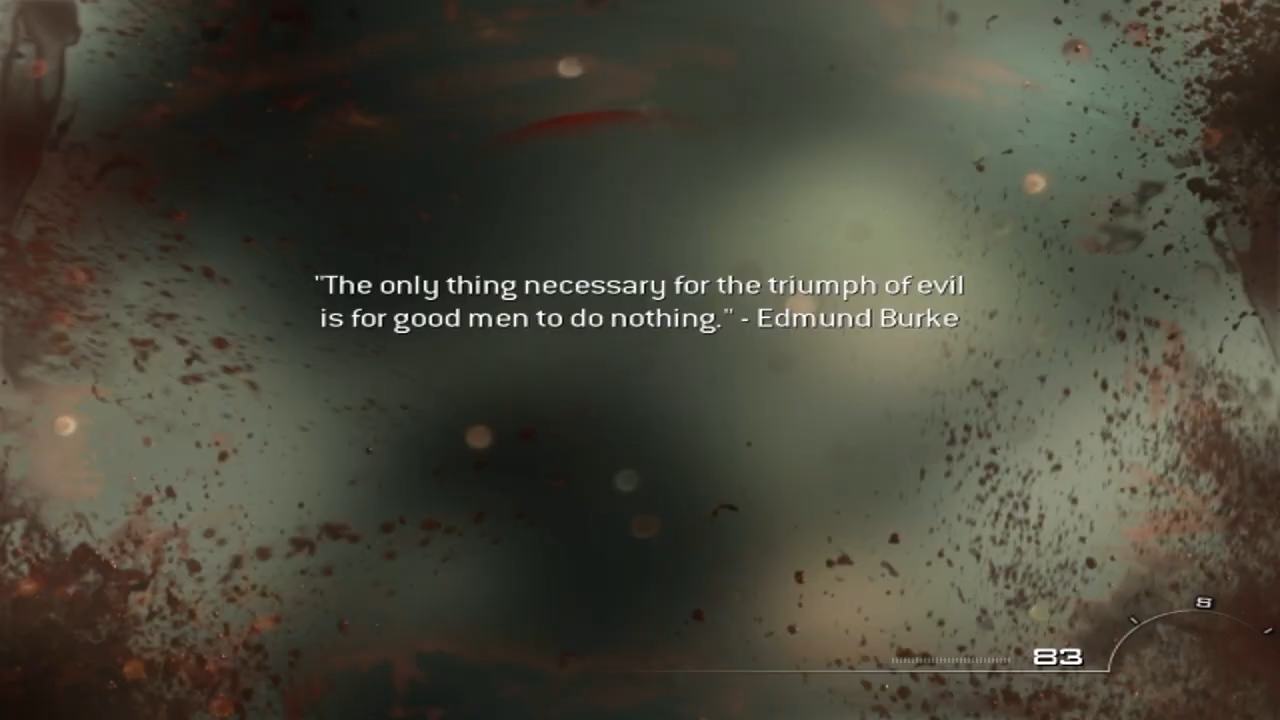 "The only thing necessary for the triumph of evil
is for good men to do nothing." - Edmund Burke
S
83